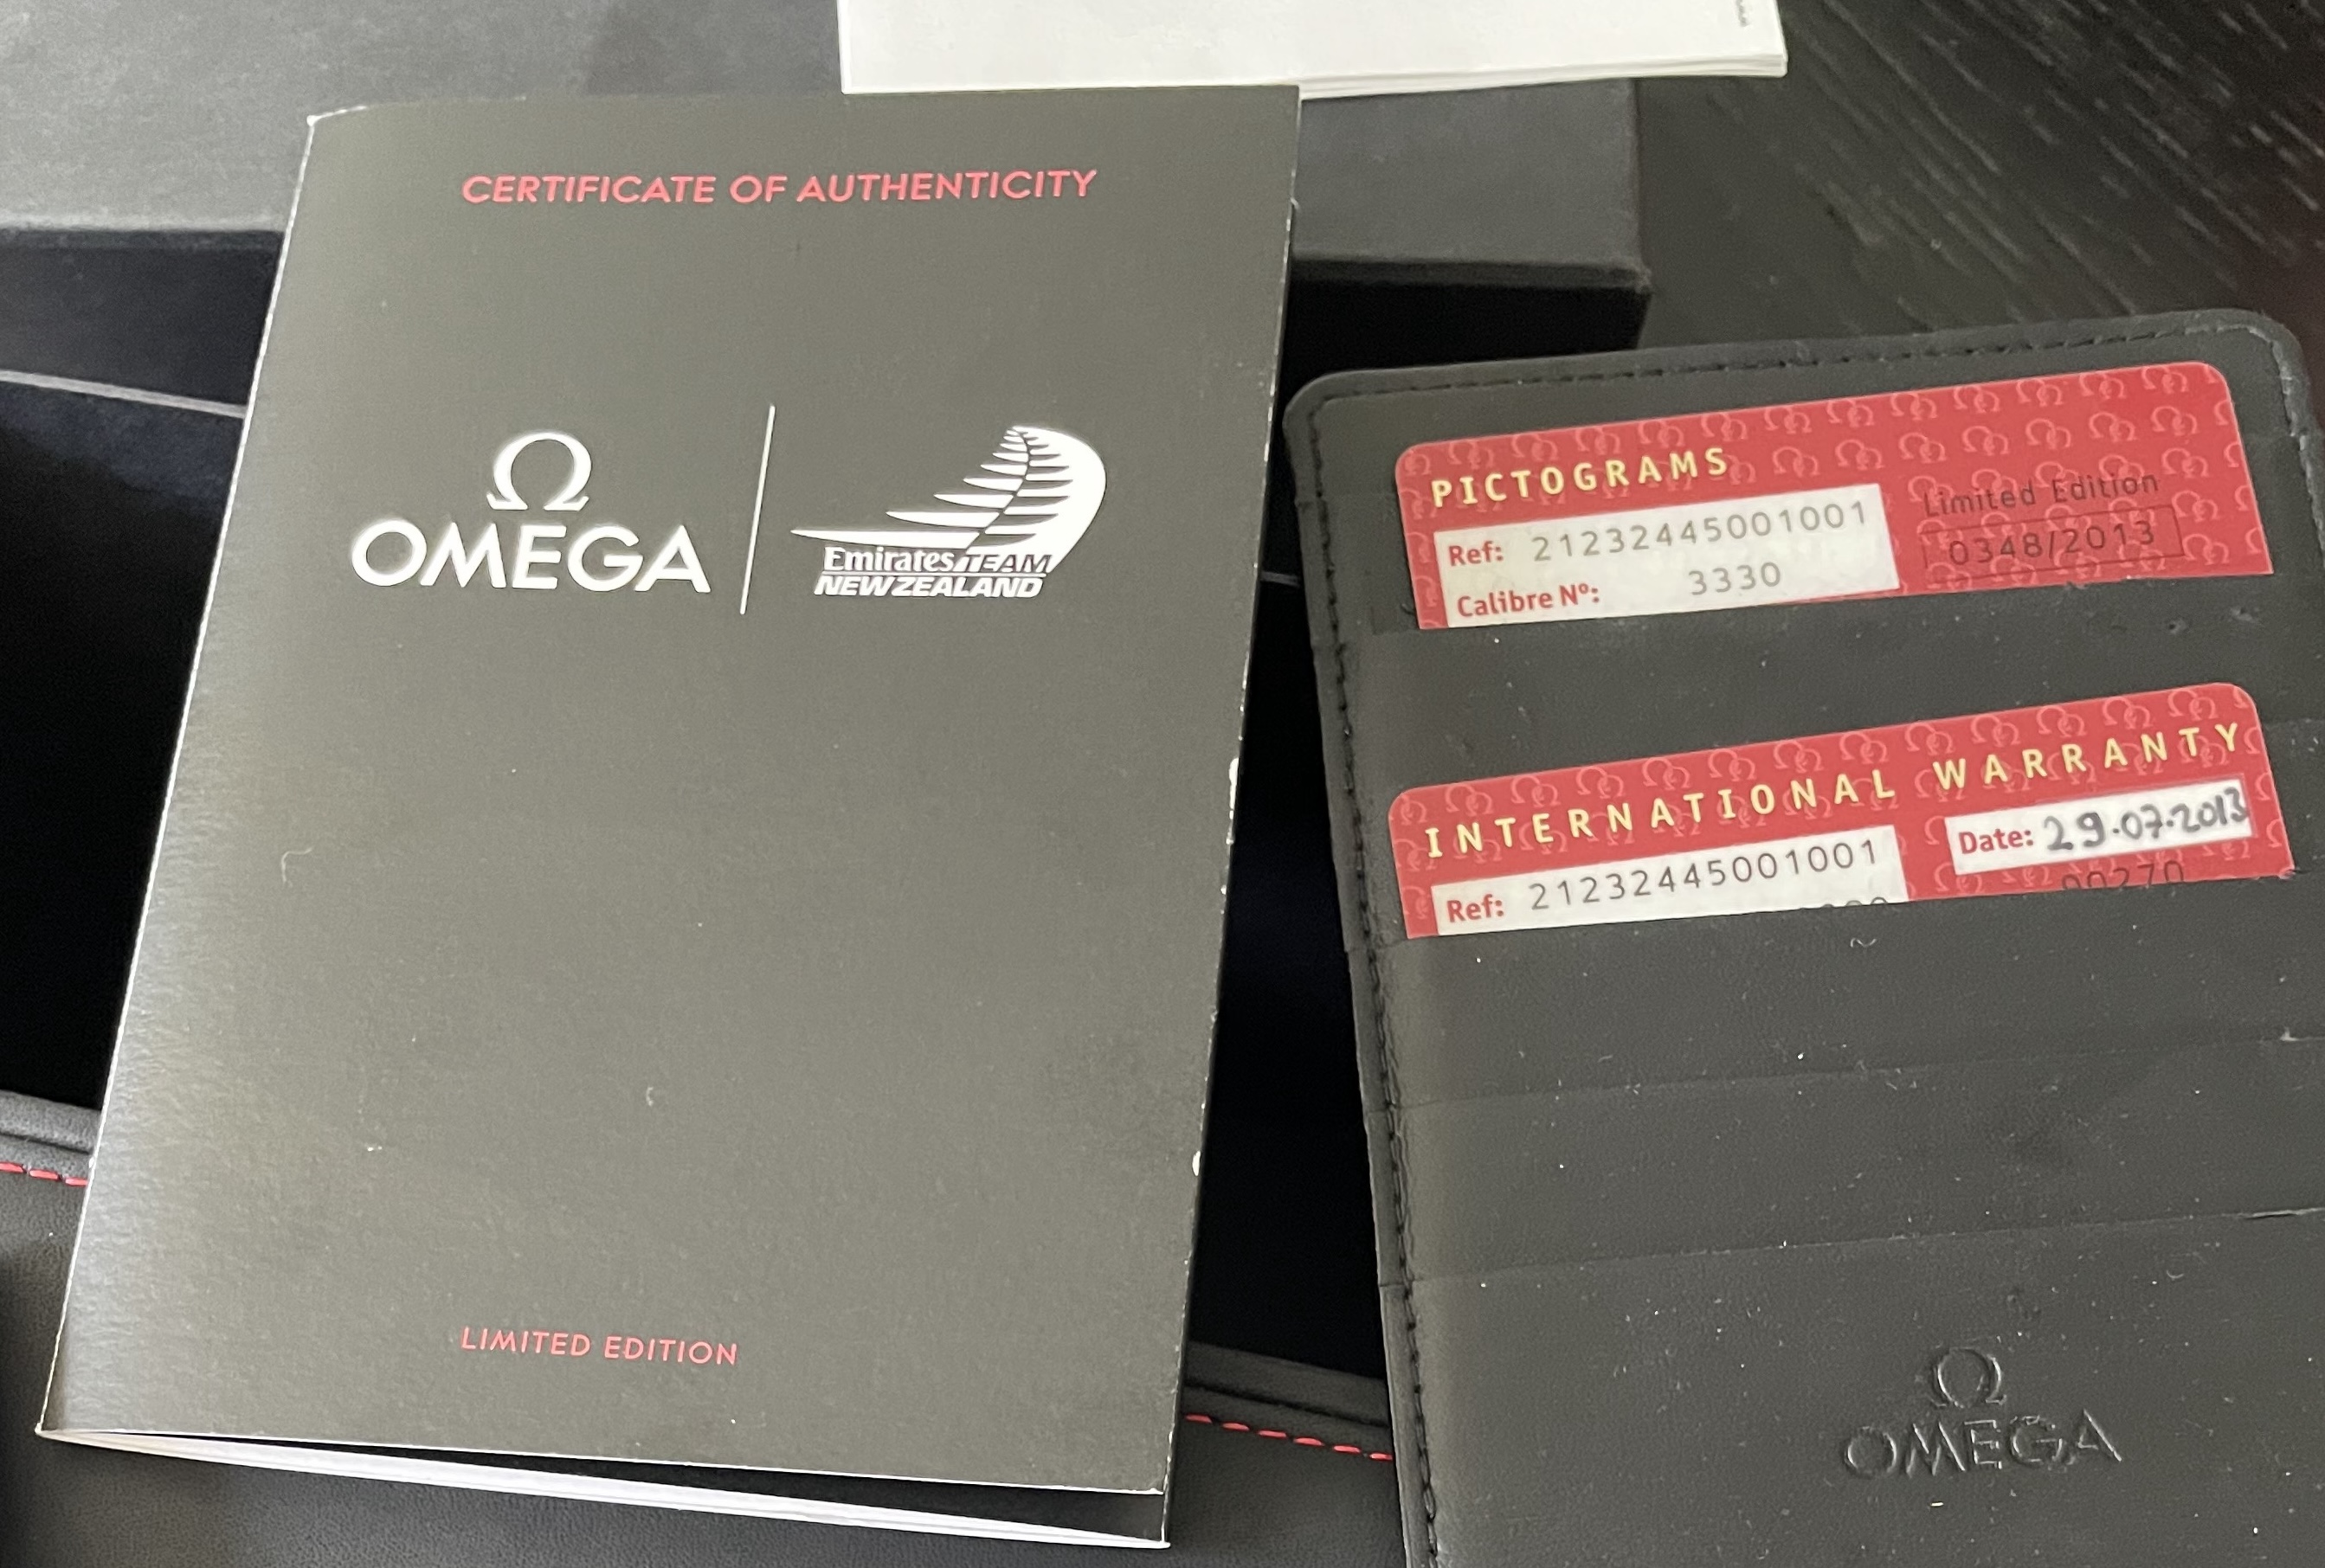 CERTIFICATE OF AUTHENTICITY
Ω
OMEGA
Emirates TEAM
NEW ZEALAND
LIMITED EDITION
PICTOGRAMS
Ref: 21232445001001
Calibre Nº: 3330
Limited Edition
0348/2013
INTERNATIONAL WARRANTY
Ref: 21232445001001
Date: 29-07-2013
00270
Ω
OMEGA